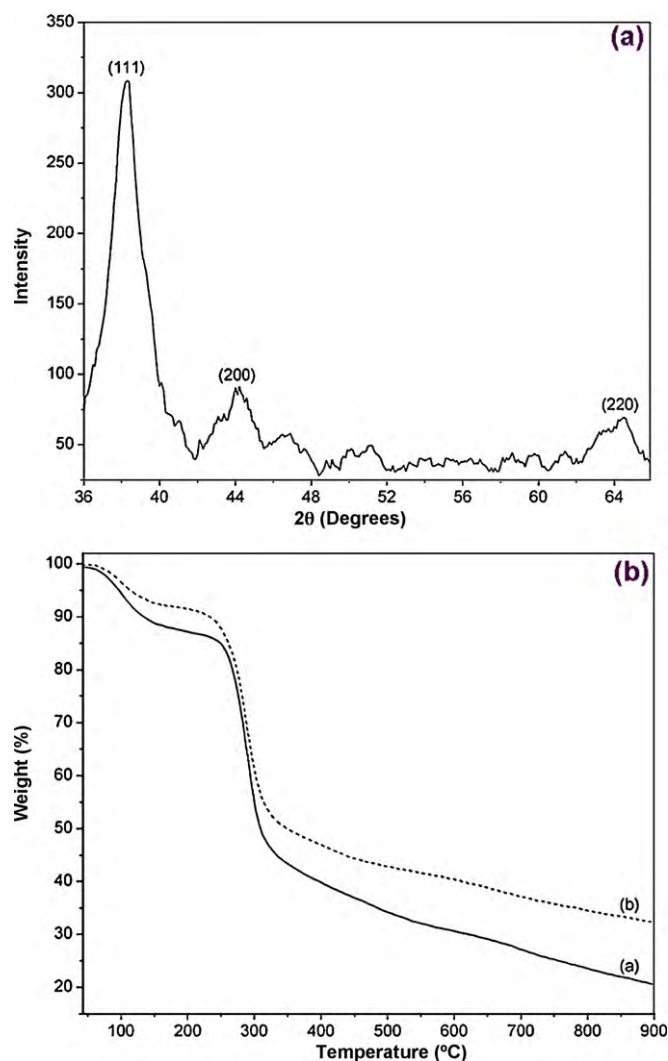 (a)
350
(111)
300
250
200
150
100
50
Intensity
(200)
(220)
36 40 44 48 52 56 60 64
2θ (Degrees)
(b)
100
90
80
70
60
50
40
30
20
Weight (%)
(b)
(a)
100 200 300 400 500 600 700 800 900
Temperature (ºC)